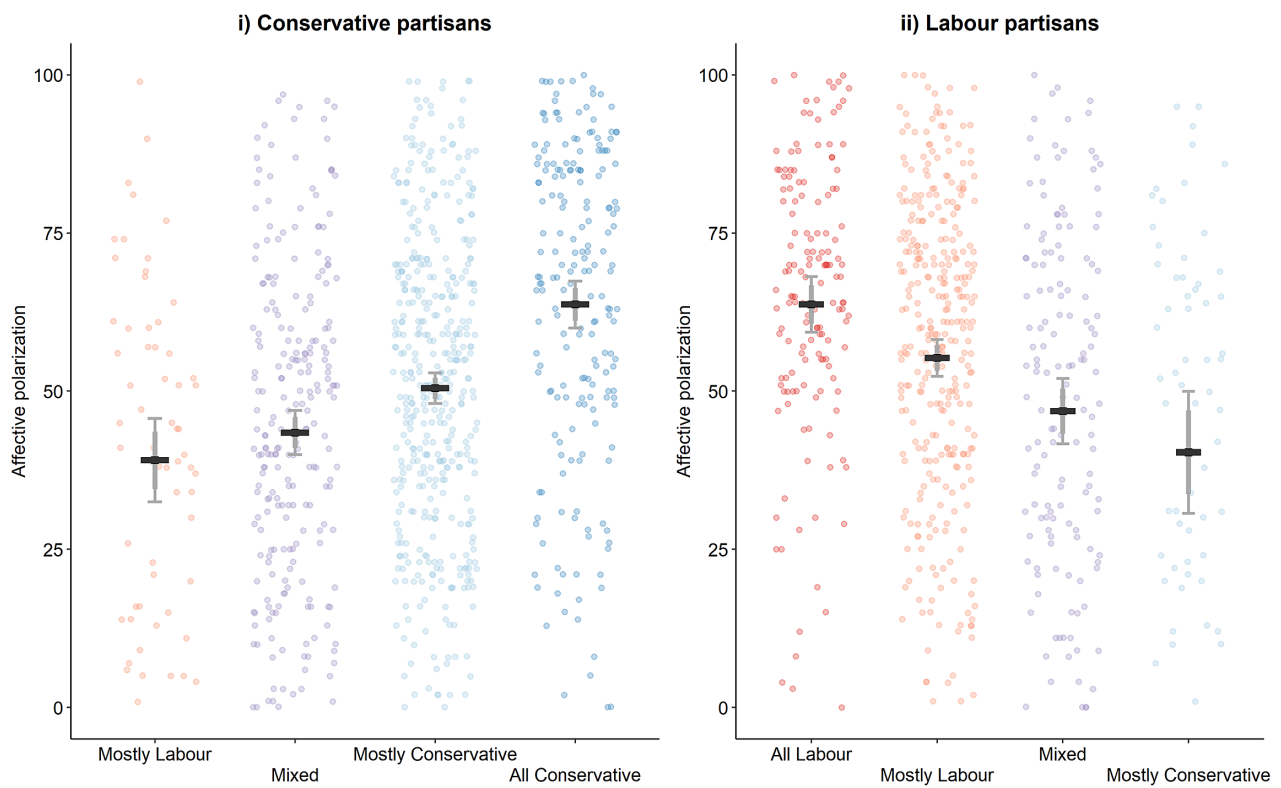 i) Conservative partisans
Affective polarization
100
75
50
25
0
Mostly Labour
Mixed
Mostly Conservative
All Conservative
ii) Labour partisans
Affective polarization
100
75
50
25
0
All Labour
Mostly Labour
Mixed
Mostly Conservative